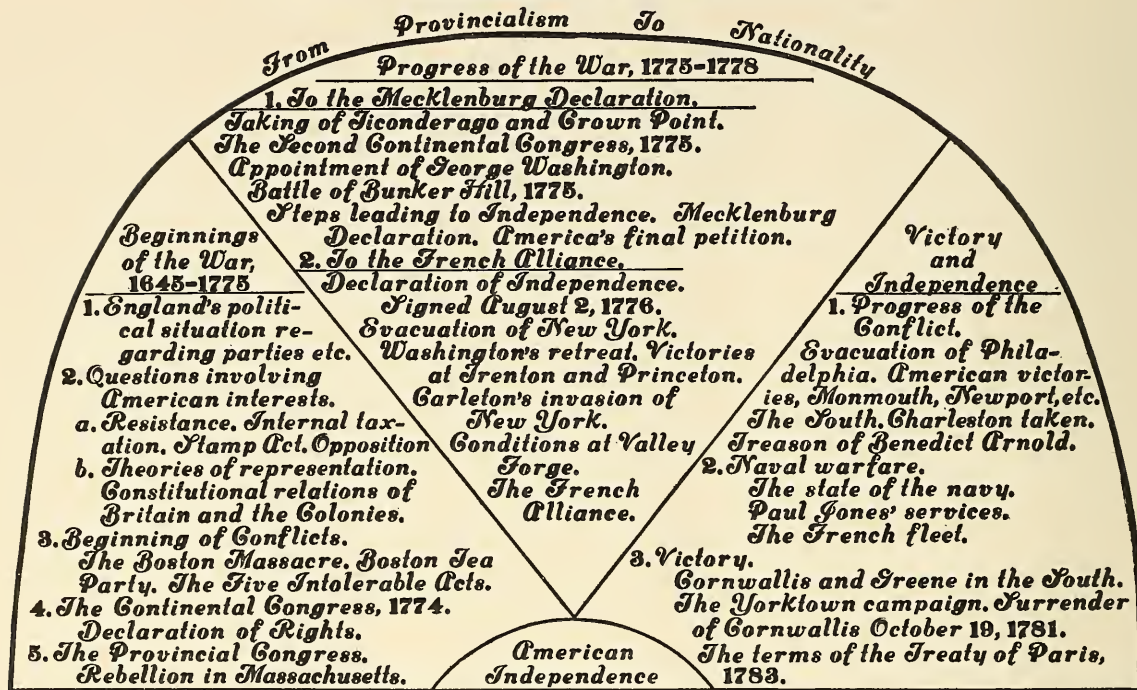 From Provincialism To Nationality
Progress of the War, 1775-1778
1. To the Mecklenburg Declaration.
Taking of Ticonderago and Crown Point.
The Second Continental Congress, 1775.
Appointment of George Washington.
Battle of Bunker Hill, 1775.
Steps leading to Independence. Mecklenburg
Declaration. America's final petition.
2. To the French Alliance.
Declaration of Independence.
Signed August 2, 1776.
Evacuation of New York.
Washington's retreat. Victories
at Trenton and Princeton.
Carleton's invasion of
New York.
Conditions at Valley
Forge.
The French
Alliance.
Beginnings
of the War,
1645-1775
1. England's politi-
cal situation re-
garding parties etc.
2. Questions involving
American interests.
a. Resistance. Internal tax-
ation. Stamp Act. Opposition
b. Theories of representation.
Constitutional relations of
Britain and the Colonies.
3. Beginning of Conflicts.
The Boston Massacre. Boston Tea
Party. The Five Intolerable Acts.
4. The Continental Congress, 1774.
Declaration of Rights.
5. The Provincial Congress.
Rebellion in Massachusetts.
Victory
and
Independence
1. Progress of the
Conflict.
Evacuation of Phila-
delphia. American victor-
ies, Monmouth, Newport, etc.
The South. Charleston taken.
Treason of Benedict Arnold.
2. Naval warfare.
The state of the navy.
Paul Jones' services.
The French fleet.
3. Victory.
Cornwallis and Greene in the South.
The Yorktown campaign. Surrender
of Cornwallis October 19, 1781.
The terms of the Treaty of Paris,
1783.
American
Independence